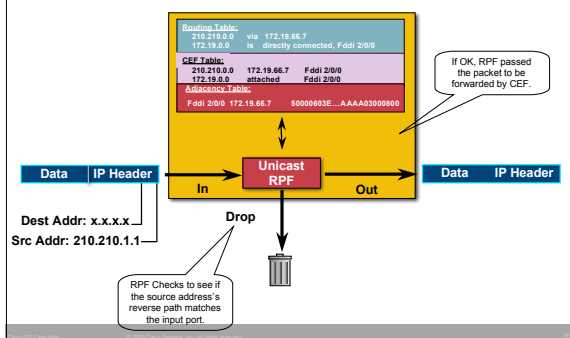 Routing Table:
210.210.0.0 via 172.19.66.7
172.19.0.0 is directly connected, Fddi 2/0/0
CEF Table:
210.210.0.0 172.19.66.7 Fddi 2/0/0
172.19.0.0 attached Fddi 2/0/0
Adjacency Table:
Fddi 2/0/0 172.19.66.7 50000603E...AAAA03000800
If OK, RPF passed
the packet to be
forwarded by CEF.
Data IP Header
In
Unicast
RPF
Out
Data IP Header
Dest Addr: x.x.x.x
Src Addr: 210.210.1.1
Drop
RPF Checks to see if
the source address's
reverse path matches
the input port.